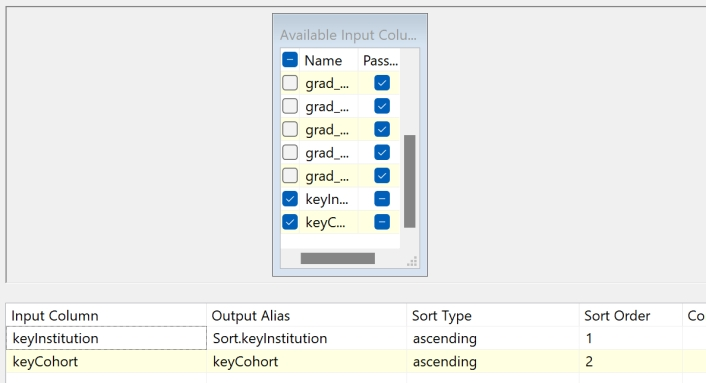 Available Input Colu...
Name Pass...
grad_...
grad_...
grad_...
grad_...
grad_...
keyIn...
keyC...
Input Column Output Alias Sort Type Sort Order Co
keyInstitution Sort.keyInstitution ascending 1
keyCohort keyCohort ascending 2